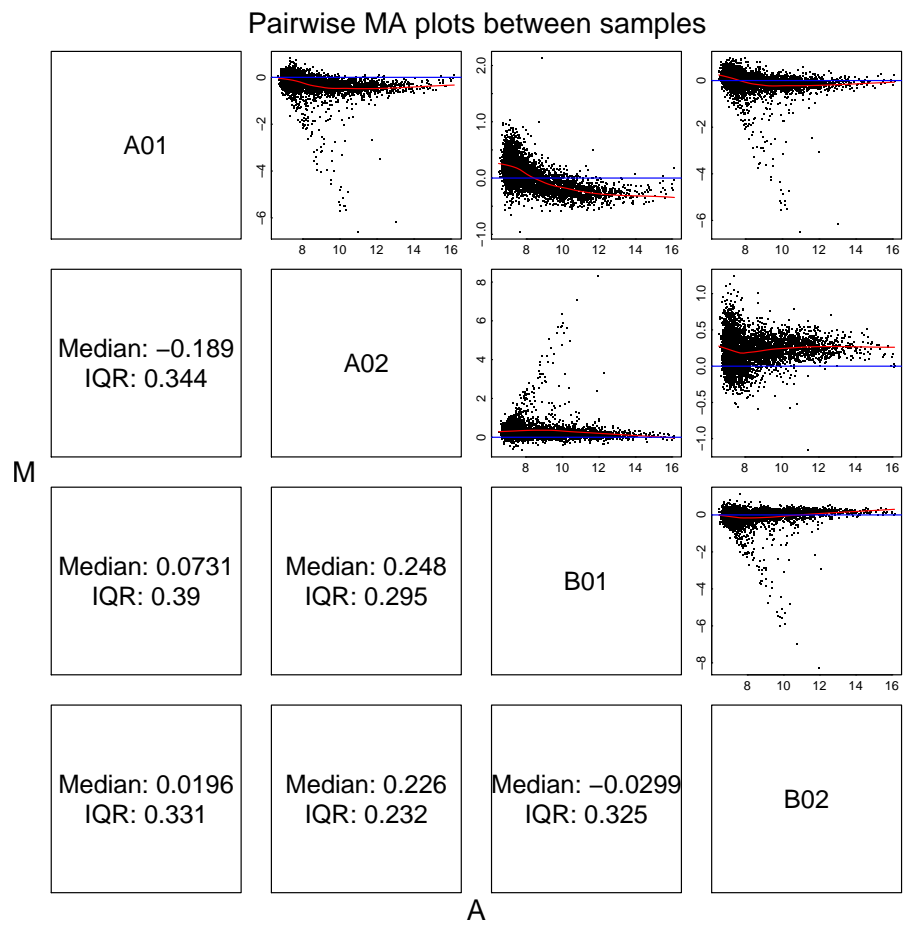 Pairwise MA plots between samples
A01
0
−2
−4
−6
8 10 12 14 16
2.0
1.0
0.0
−1.0
8 10 12 14 16
0
−2
−4
−6
8 10 12 14 16
Median: −0.189
IQR: 0.344
A02
8
6
4
2
0
8 10 12 14 16
1.0
0.5
0.0
−0.5
−1.0
8 10 12 14 16
M
Median: 0.0731
IQR: 0.39
Median: 0.248
IQR: 0.295
B01
0
−2
−4
−6
−8
8 10 12 14 16
Median: 0.0196
IQR: 0.331
Median: 0.226
IQR: 0.232
Median: −0.0299
IQR: 0.325
B02
A